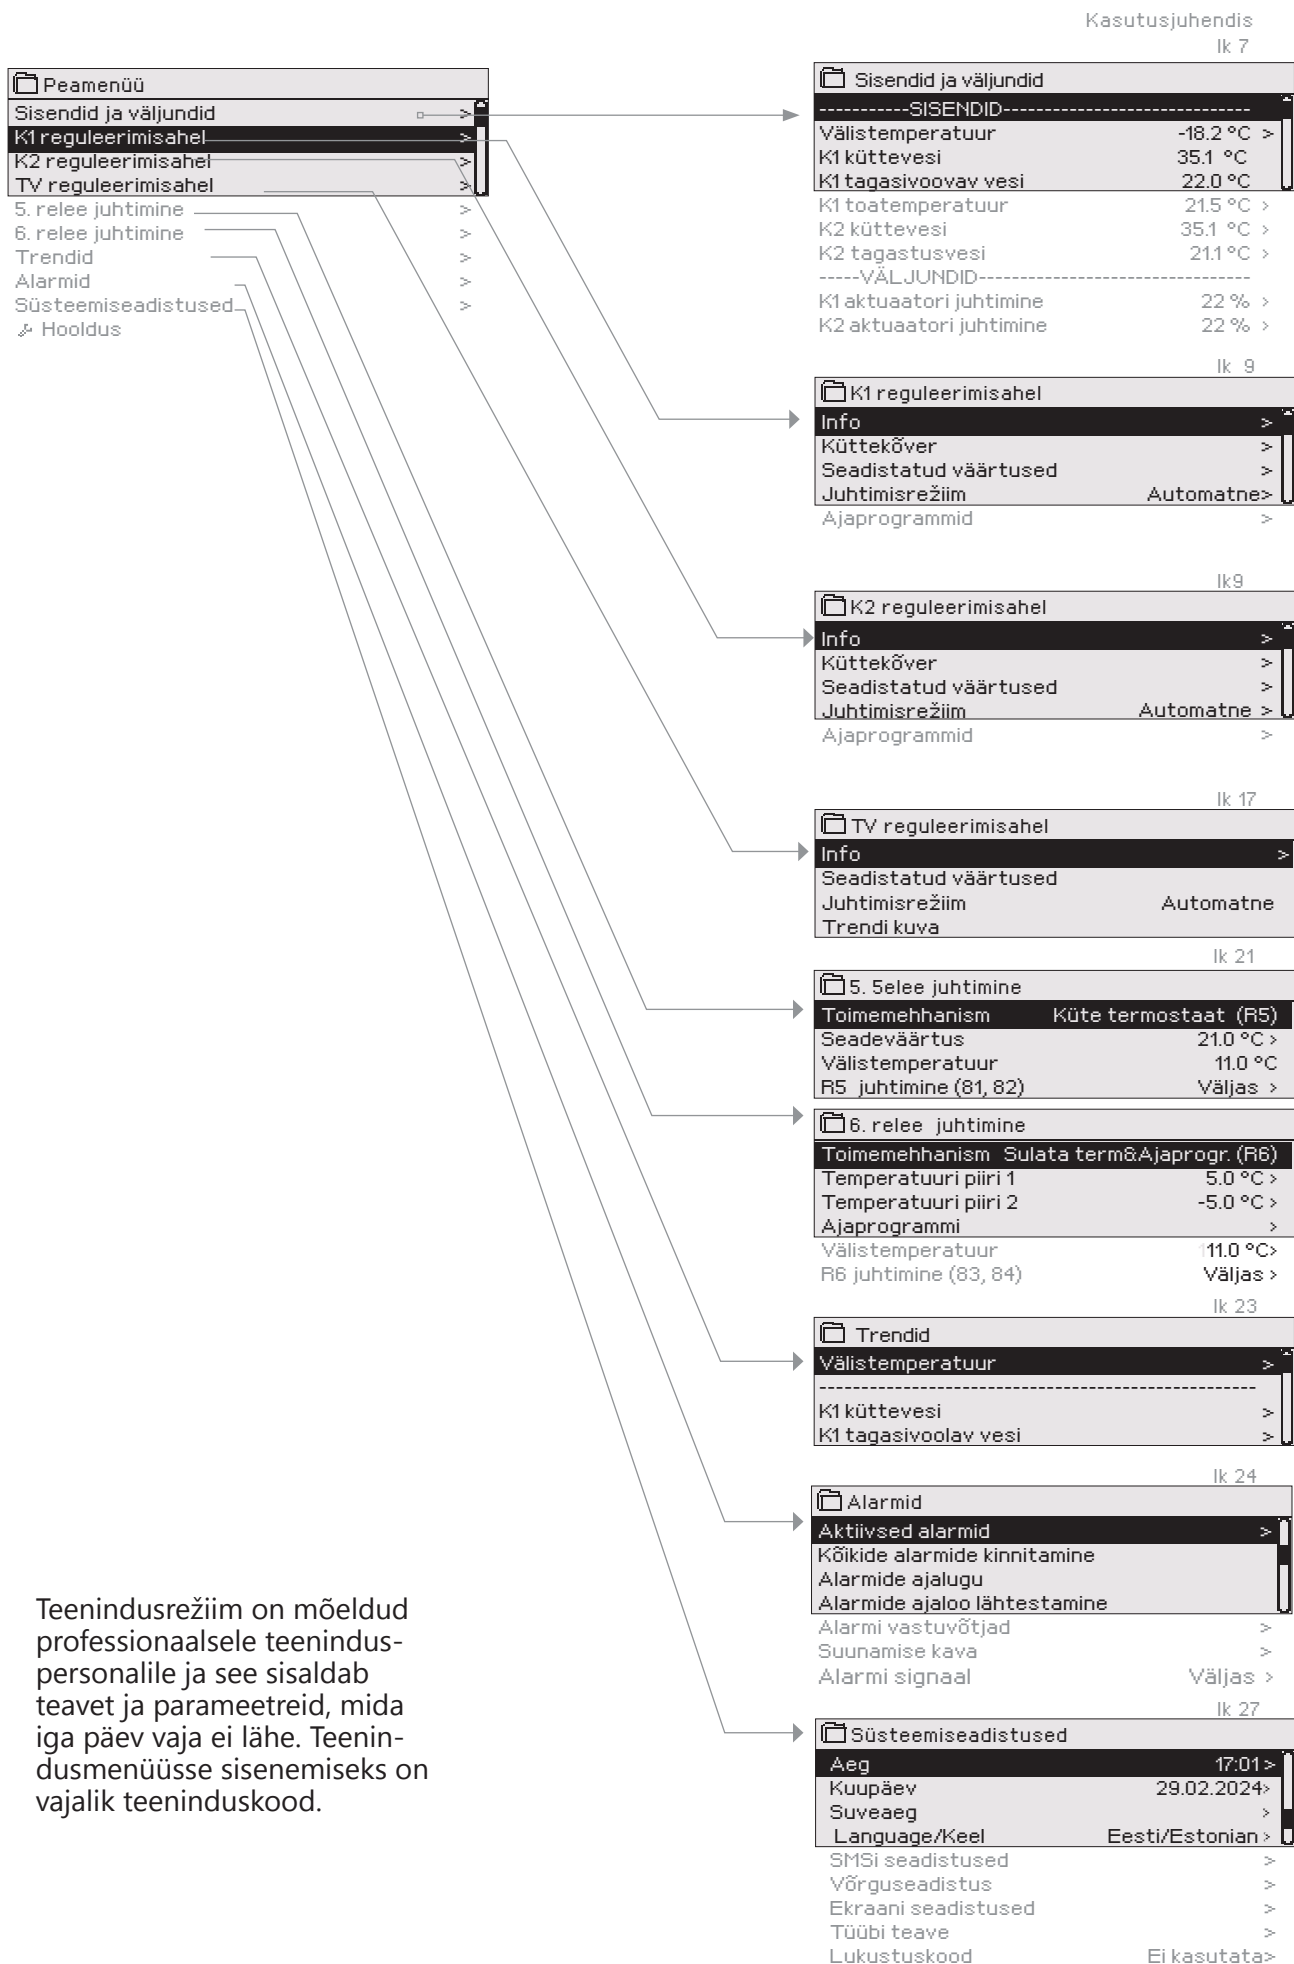 Kasutusjuhendis
lk 7
Peamenüü
Sisendid ja väljundid >
K1 reguleerimisahel >
K2 reguleerimisahel >
TV reguleerimisahel >
5. relee juhtimine >
6. relee juhtimine >
Trendid >
Alarmid >
Süsteemiseadistused >
Hooldus
Sisendid ja väljundid
-----------SISENDID------------------------------
Välistemperatuur -18.2 °C >
K1 küttevesi 35.1 °C
K1 tagasivoovav vesi 22.0 °C
K1 toatemperatuur 21.5 °C >
K2 küttevesi 35.1 °C >
K2 tagastusvesi 21.1 °C >
-----VÄLJUNDID---------------------------------
K1 aktuaatori juhtimine 22 % >
K2 aktuaatori juhtimine 22 % >
lk 9
K1 reguleerimisahel
Info >
Küttekõver >
Seadistatud väärtused >
Juhtimisrežiim Automatne>
Ajaprogrammid >
lk9
K2 reguleerimisahel
Info >
Küttekõver >
Seadistatud väärtused >
Juhtimisrežiim Automatne >
Ajaprogrammid >
lk 17
TV reguleerimisahel
Info >
Seadistatud väärtused
Juhtimisrežiim Automatne
Trendi kuva
lk 21
5. 5elee juhtimine
Toimemehhanism Küte termostaat (R5)
Seadeväärtus 21.0 °C >
Välistemperatuur 11.0 °C
R5 juhtimine (81, 82) Väljas >
6. relee juhtimine
Toimemehhanism Sulata term&Ajaprogr. (R6)
Temperatuuri piiri 1 5.0 °C >
Temperatuuri piiri 2 -5.0 °C >
Ajaprogrammi >
Välistemperatuur 11.0 °C>
R6 juhtimine (83, 84) Väljas >
lk 23
Trendid
Välistemperatuur >
-----------------------------------------------------
K1 küttevesi >
K1 tagasivoolav vesi >
lk 24
Alarmid
Aktiivsed alarmid >
Kõikide alarmide kinnitamine
Alarmide ajalugu
Alarmide ajaloo lähtestamine
Alarmi vastuvõtjad >
Suunamise kava >
Alarmi signaal Väljas >
lk 27
Süsteemiseadistused
Aeg 17:01 >
Kuupäev 29.02.2024>
Suveaeg >
Language/Keel Eesti/Estonian >
SMSi seadistused >
Võrguseadistus >
Ekraani seadistused >
Tüübi teave >
Lukustuskood Ei kasutata>
Teenindusrežiim on mõeldud
professionaalsele teenindus-
personalile ja see sisaldab
teavet ja parameetreid, mida
iga päev vaja ei lähe. Teenin-
dusmenüüsse sisenemiseks on
vajalik teeninduskood.